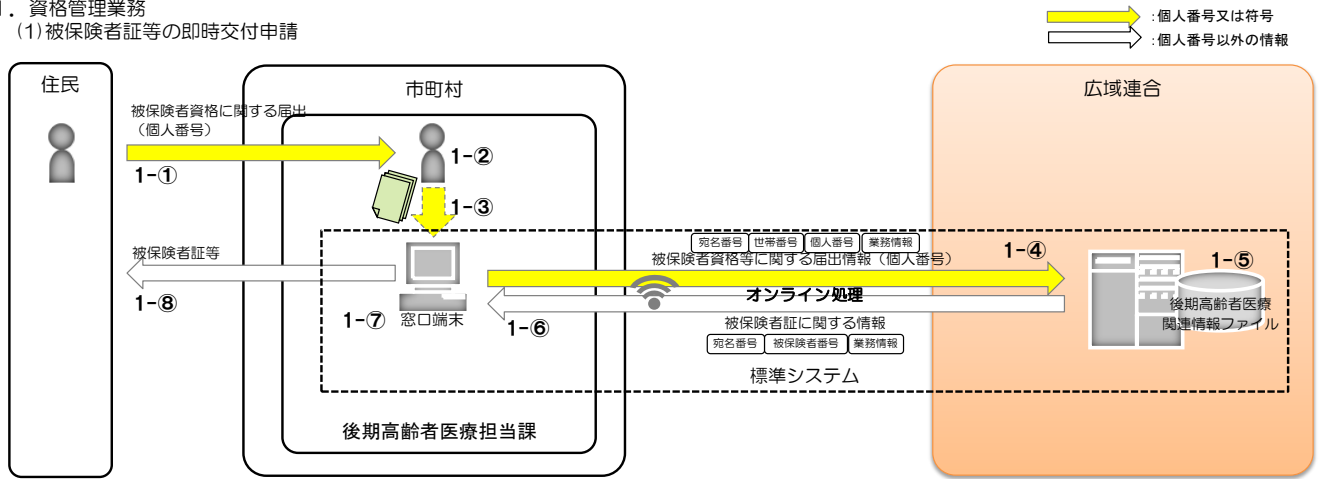 １．資格管理業務
(1)被保険者証等の即時交付申請
:個人番号又は符号
:個人番号以外の情報
住民
市町村
広域連合
被保険者資格に関する届出
（個人番号）
1-①
1-②
1-③
宛名番号 世帯番号 個人番号 業務情報
被保険者資格等に関する届出情報（個人番号）
1-④
1-⑤
後期高齢者医療
関連情報ファイル
オンライン処理
被保険者証等
1-⑧
1-⑦
窓口端末
1-⑥
被保険者証に関する情報
宛名番号 被保険者番号 業務情報
標準システム
後期高齢者医療担当課